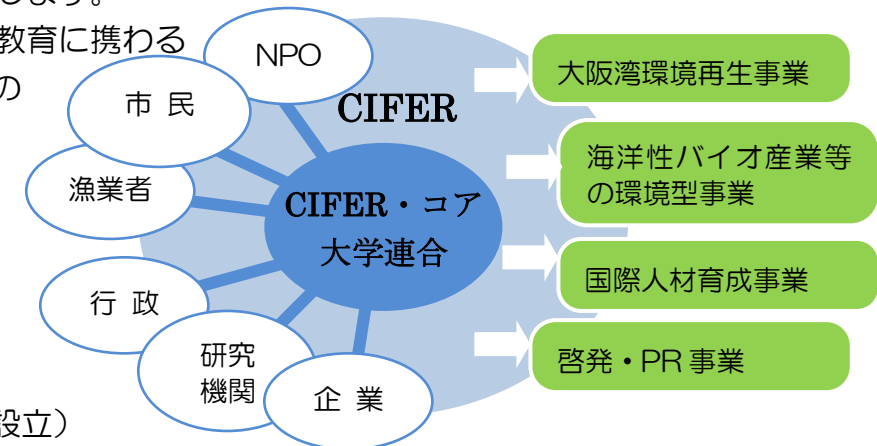 します。
教育に携わる
の
NPO
市 民
漁業者
行 政
研究
機関
企 業
設立）
CIFER
CIFER・コア
大学連合
大阪湾環境再生事業
海洋性バイオ産業等
の環境型事業
国際人材育成事業
啓発・PR 事業